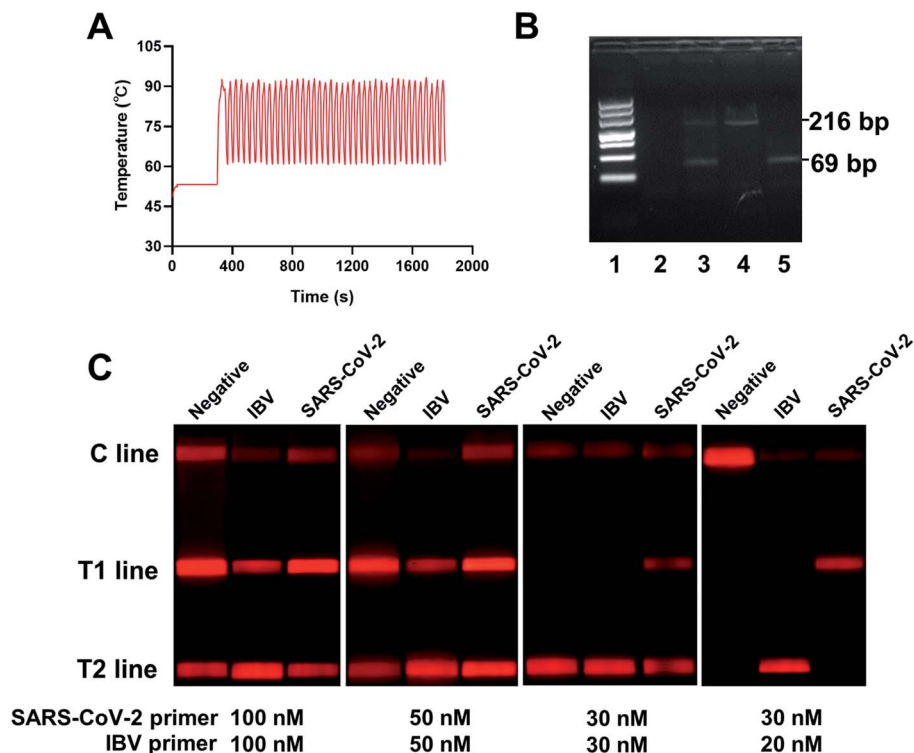 A
105
90
75
60
45
30
Temperature (℃)
0 400 800 1200 1600 2000
Time (s)
B
216 bp
69 bp
1 2 3 4 5
C
Negative IBV SARS-CoV-2 Negative IBV SARS-CoV-2 Negative IBV SARS-CoV-2 Negative IBV SARS-CoV-2
C line
T1 line
T2 line
SARS-CoV-2 primer 100 nM 50 nM 30 nM 30 nM
IBV primer 100 nM 50 nM 30 nM 20 nM